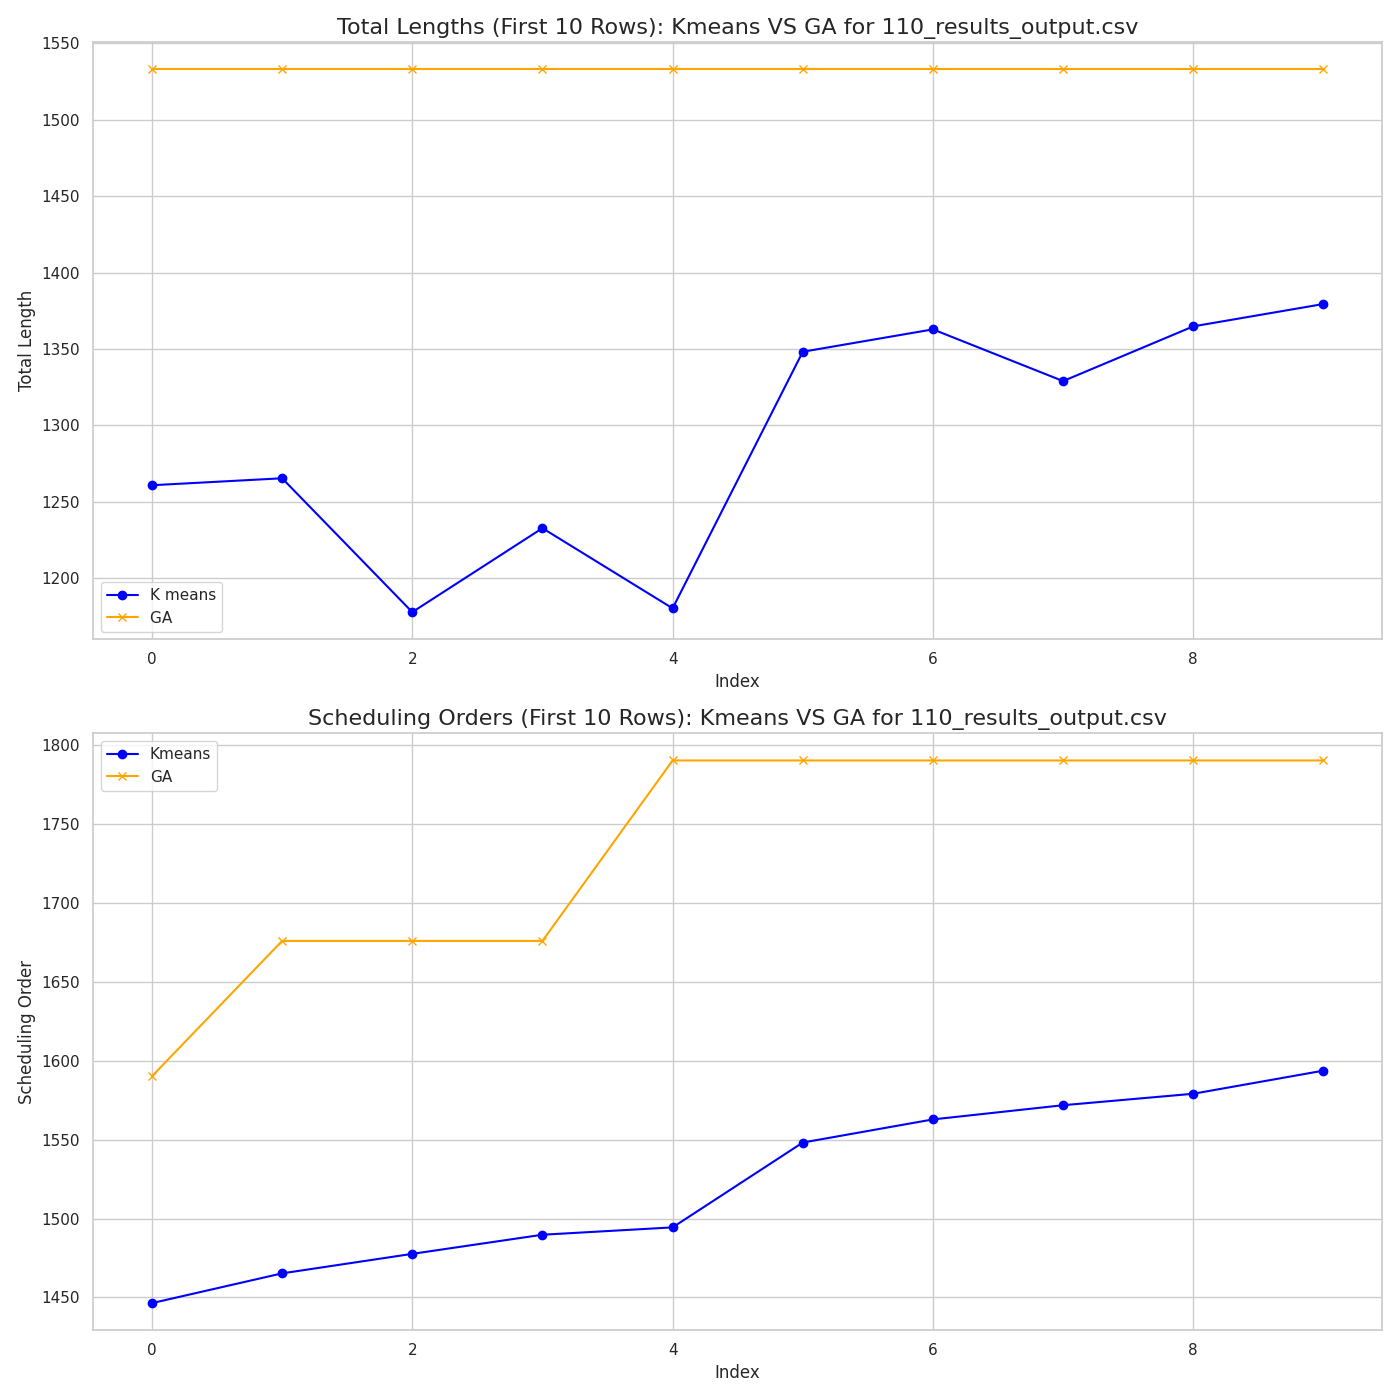 Total Lengths (First 10 Rows): Kmeans VS GA for 110_results_output.csv
1550
1500
1450
1400
1350
1300
1250
1200
Total Length
K means
GA
0 2 4 6 8
Index
Scheduling Orders (First 10 Rows): Kmeans VS GA for 110_results_output.csv
1800
1750
1700
1650
1600
1550
1500
1450
Scheduling Order
Kmeans
GA
0 2 4 6 8
Index